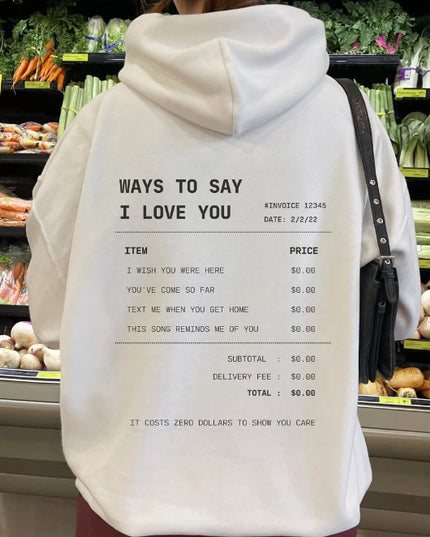 WAYS TO SAY
I LOVE YOU
#INVOICE 12345
DATE: 2/2/22
ITEM PRICE
I WISH YOU WERE HERE $0.00
YOU'VE COME SO FAR $0.00
TEXT ME WHEN YOU GET HOME $0.00
THIS SONG REMINDS ME OF YOU $0.00
SUBTOTAL : $0.00
DELIVERY FEE : $0.00
TOTAL : $0.00
IT COSTS ZERO DOLLARS TO SHOW YOU CARE